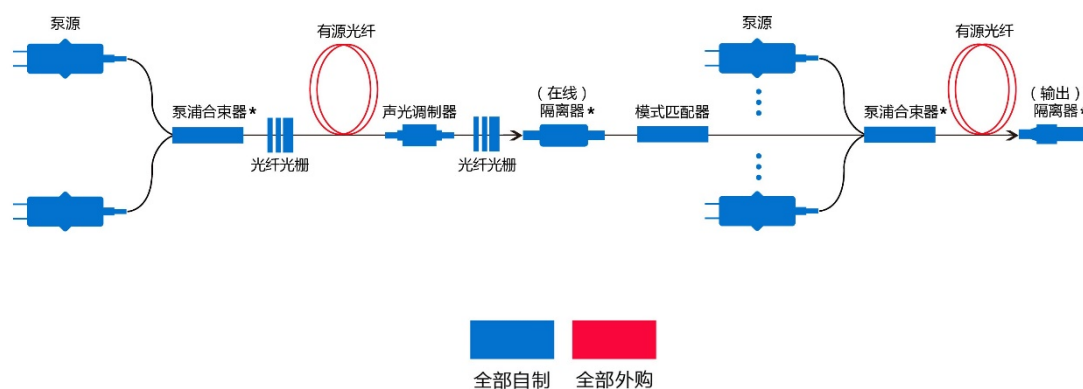 泵源
有源光纤
泵源
有源光纤
泵浦合束器*
声光调制器
（在线）
隔离器*
模式匹配器
泵浦合束器*
（输出）
隔离器*
光纤光栅
光纤光栅
全部自制
全部外购